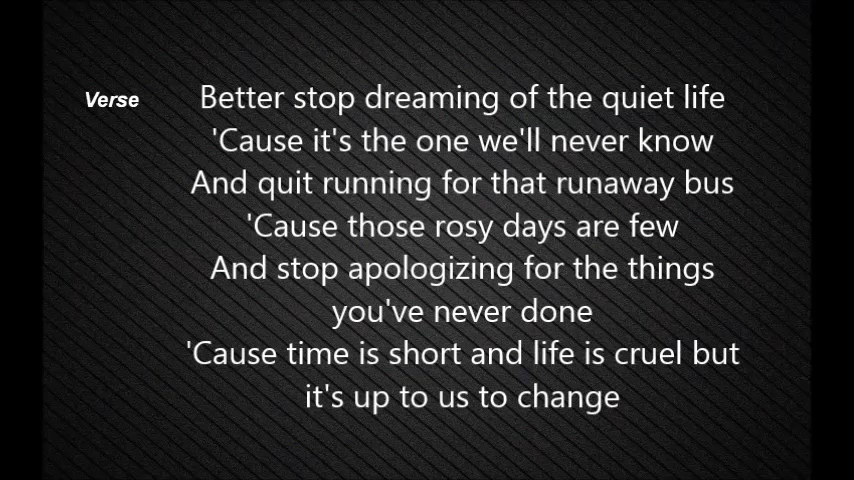 Verse
Better stop dreaming of the quiet life
'Cause it's the one we'll never know
And quit running for that runaway bus
'Cause those rosy days are few
And stop apologizing for the things
you've never done
'Cause time is short and life is cruel but
it's up to us to change